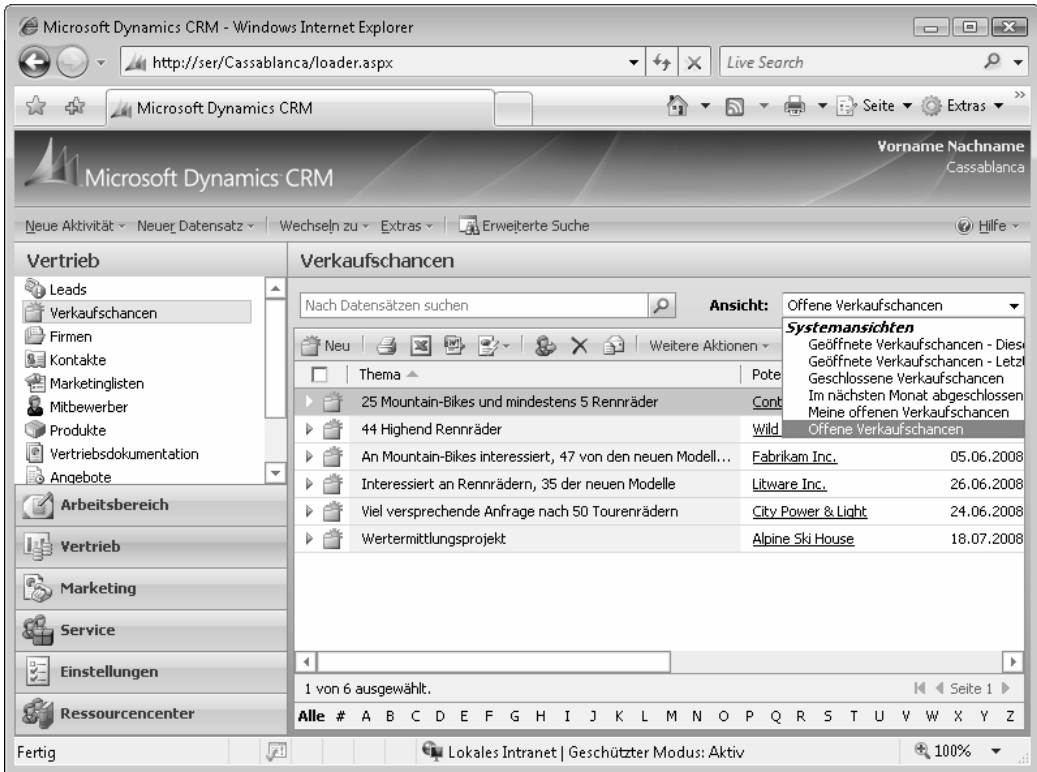 Microsoft Dynamics CRM - Windows Internet Explorer
http://ser/Cassablanca/loader.aspx
Live Search
Microsoft Dynamics CRM
Seite
Extras
Vorname Nachname
Cassablanca
Microsoft Dynamics CRM
Neue Aktivität
Neuer Datensatz
Wechseln zu
Extras
Erweiterte Suche
Hilfe
Vertrieb
Verkaufschancen
Leads
Verkaufschancen
Firmen
Kontakte
Marketinglisten
Mitbewerber
Produkte
Vertriebsdokumentation
Angebote
Arbeitsbereich
Vertrieb
Marketing
Service
Einstellungen
Ressourcencenter
Nach Datensätzen suchen
Ansicht:
Offene Verkaufschancen
Systemansichten
Geöffnete Verkaufschancen - Dies
Geöffnete Verkaufschancen - Letz
Geschlossene Verkaufschancen
Im nächsten Monat abgeschlossen
Meine offenen Verkaufschancen
Offene Verkaufschancen
Neu
Weitere Aktionen
Thema
Pote
25 Mountain-Bikes und mindestens 5 Rennräder
Cont
44 Highend Rennräder
Wild
An Mountain-Bikes interessiert, 47 von den neuen Modell...
Fabrikam Inc.
05.06.2008
Interessiert an Rennrädern, 35 der neuen Modelle
Litware Inc.
26.06.2008
Viel versprechende Anfrage nach 50 Tourenrädern
City Power & Light
24.06.2008
Wertermittlungsprojekt
Alpine Ski House
18.07.2008
1 von 6 ausgewählt.
Seite 1
Alle # A B C D E F G H I J K L M N O P Q R S T U V W X Y Z
Fertig
Lokales Intranet | Geschützter Modus: Aktiv
100%